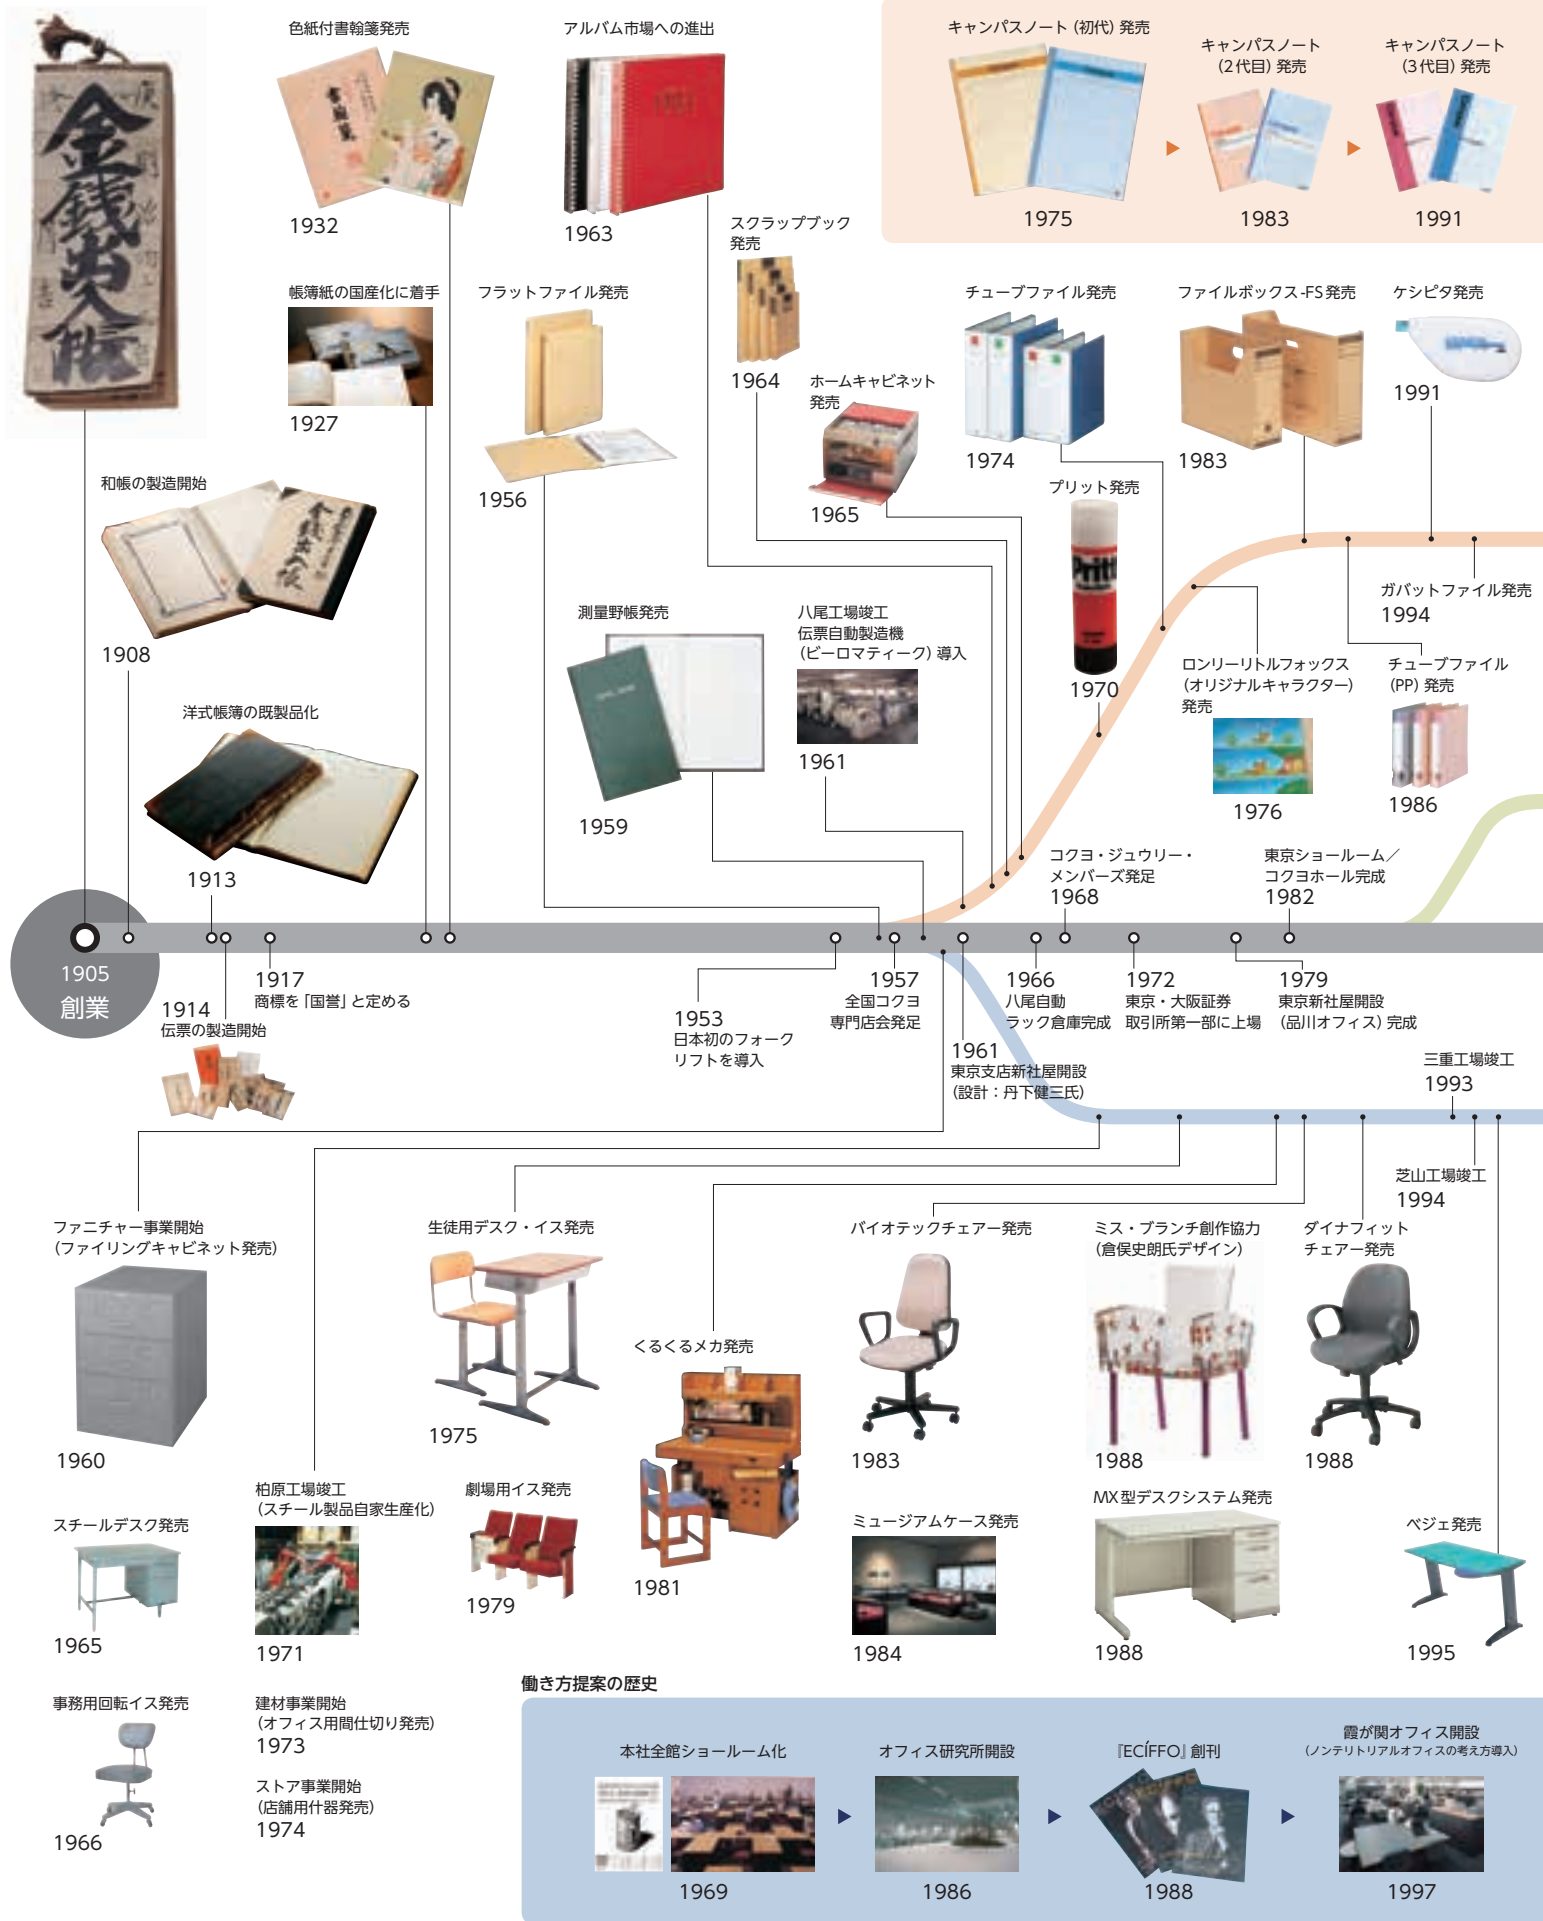 金銭出入帳
色紙付書翰箋発売
書翰箋
1932
アルバム市場への進出
1963
キャンパスノート（初代）発売
1975
キャンパスノート
（2代目）発売
1983
キャンパスノート
（3代目）発売
1991
帳簿紙の国産化に着手
1927
フラットファイル発売
1956
スクラップブック
発売
1964
ホームキャビネット
発売
1965
チューブファイル発売
1974
ファイルボックス-FS発売
1983
ケシピタ発売
1991
和帳の製造開始
1908
洋式帳簿の既製品化
1913
測量野帳発売
1959
八尾工場竣工
伝票自動製造機
（ビーロマティーク）導入
1961
プリット発売
Pritt
1970
ロンリーリトルフォックス
（オリジナルキャラクター）
発売
1976
ガバットファイル発売
1994
チューブファイル
（PP）発売
1986
コクヨ・ジュウリー・
メンバーズ発足
1968
東京ショールーム／
コクヨホール完成
1982
1905
創業
1914
伝票の製造開始
1917
商標を「国誉」と定める
1953
日本初のフォーク
リフトを導入
1957
全国コクヨ
専門店会発足
1961
東京支店新社屋開設
（設計：丹下健三氏）
1966
八尾自動
ラック倉庫完成
1972
東京・大阪証券
取引所第一部に上場
1979
東京新社屋開設
（品川オフィス）完成
三重工場竣工
1993
芝山工場竣工
1994
ファニチャー事業開始
（ファイリングキャビネット発売）
1960
生徒用デスク・イス発売
1975
くるくるメカ発売
1981
バイオテックチェアー発売
1983
ミス・ブランチ創作協力
（倉俣史朗氏デザイン）
1988
ダイナフィット
チェアー発売
1988
スチールデスク発売
1965
柏原工場竣工
（スチール製品自家生産化）
1971
劇場用イス発売
1979
ミュージアムケース発売
1984
MX型デスクシステム発売
1988
ベジェ発売
1995
事務用回転イス発売
1966
建材事業開始
（オフィス用間仕切り発売）
1973
ストア事業開始
（店舗用什器発売）
1974
働き方提案の歴史
本社全館ショールーム化
1969
オフィス研究所開設
1986
『ECÍFFO』創刊
1988
霞が関オフィス開設
（ノンテリトリアルオフィスの考え方導入）
1997